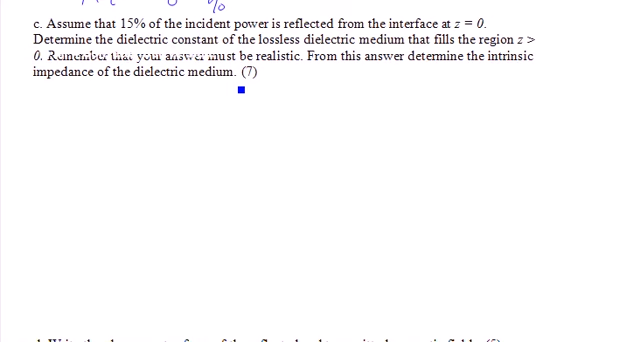 c. Assume that 15% of the incident power is reflected from the interface at z = 0.
Determine the dielectric constant of the lossless dielectric medium that fills the region z >
0. Remember that your answer must be realistic. From this answer determine the intrinsic
impedance of the dielectric medium. (7)